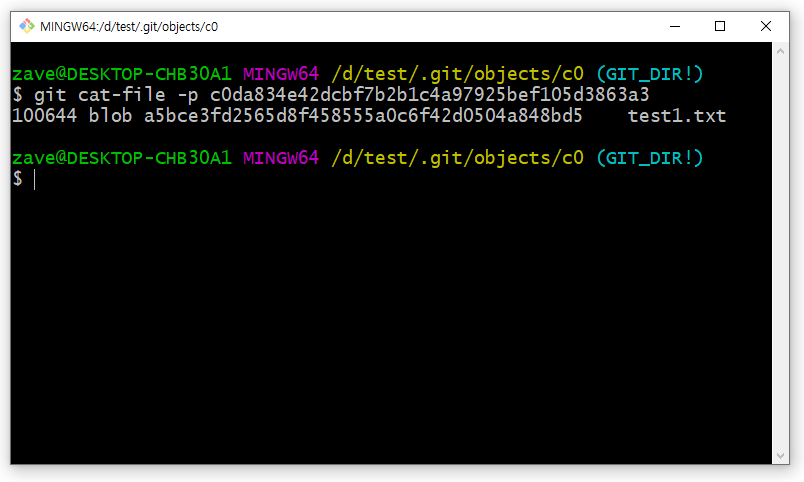 MINGW64:/d/test/.git/objects/c0
zave@DESKTOP-CHB30A1 MINGW64 /d/test/.git/objects/c0 (GIT_DIR!)
$ git cat-file -p c0da834e42dcbf7b2b1c4a97925bef105d3863a3
100644 blob a5bce3fd2565d8f458555a0c6f42d0504a848bd5    test1.txt
zave@DESKTOP-CHB30A1 MINGW64 /d/test/.git/objects/c0 (GIT_DIR!)
$